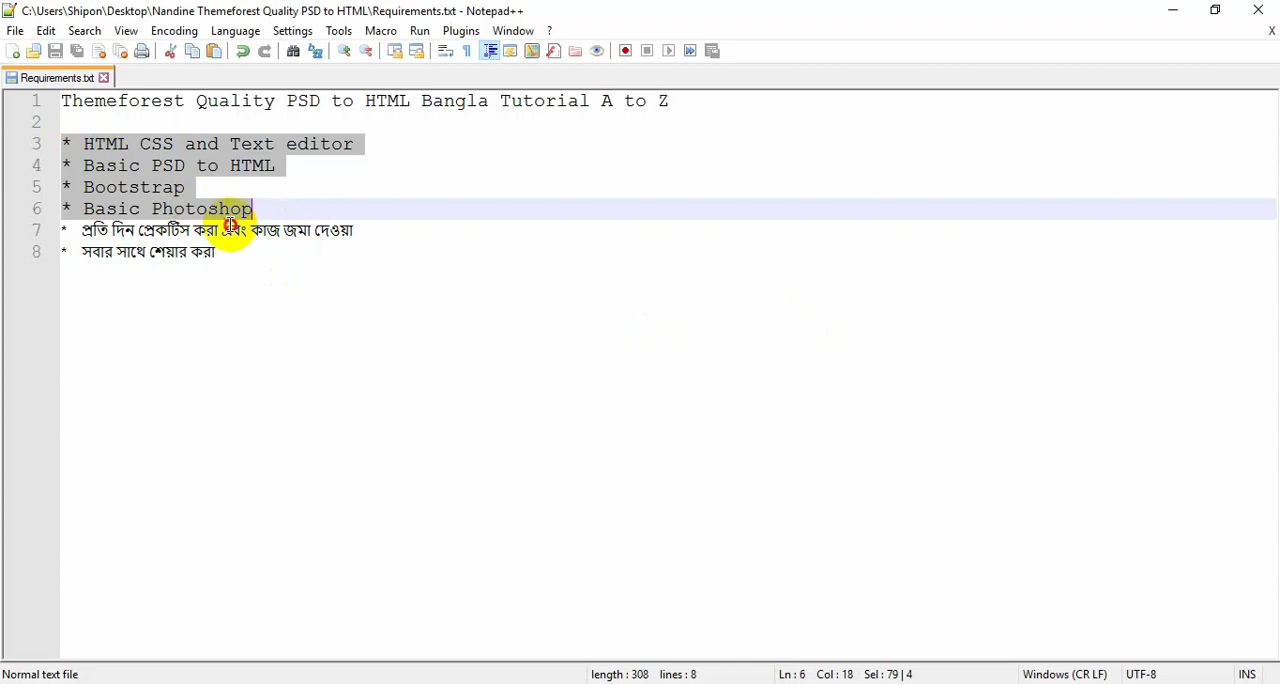 C:\Users\Shipon\Desktop\Nandine Themeforest Quality PSD to HTML\Requirements.txt - Notepad++
File Edit Search View Encoding Language Settings Tools Macro Run Plugins Window ? X
Requirements.txt
1 Themeforest Quality PSD to HTML Bangla Tutorial A to Z
2
3 * HTML CSS and Text editor
4 * Basic PSD to HTML
5 * Bootstrap
6 * Basic Photoshop
7 * প্রতি দিন প্রেকটিস করা এবং কাজ জমা দেওয়া
8 * সবার সাথে শেয়ার করা
Normal text file length : 308 lines : 8 Ln : 6 Col : 18 Sel : 79 | 4 Windows (CR LF) UTF-8 INS